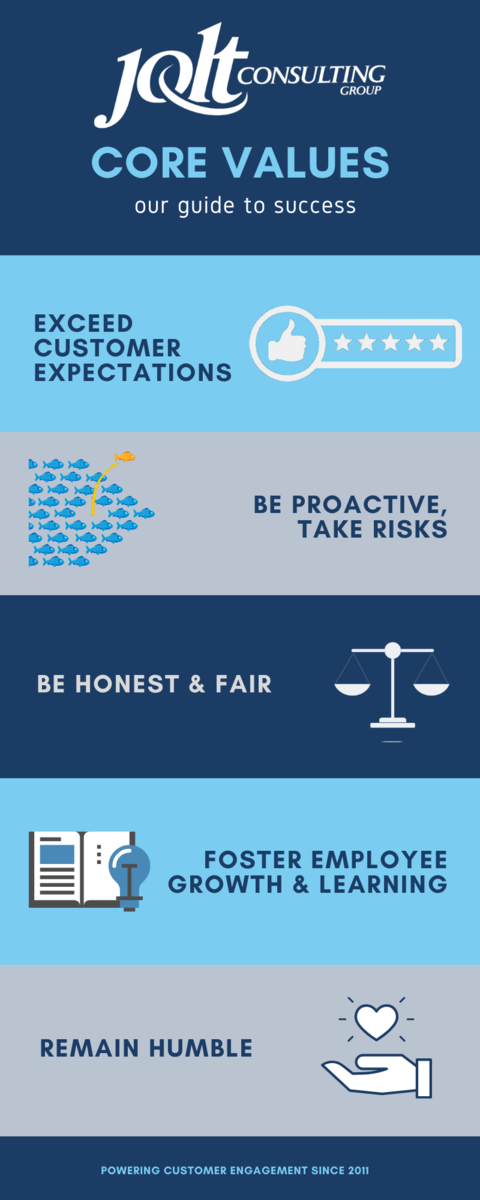 Jolt CONSULTING
GROUP
CORE VALUES
our guide to success
EXCEED
CUSTOMER
EXPECTATIONS
BE PROACTIVE,
TAKE RISKS
BE HONEST & FAIR
FOSTER EMPLOYEE
GROWTH & LEARNING
REMAIN HUMBLE
POWERING CUSTOMER ENGAGEMENT SINCE 2011